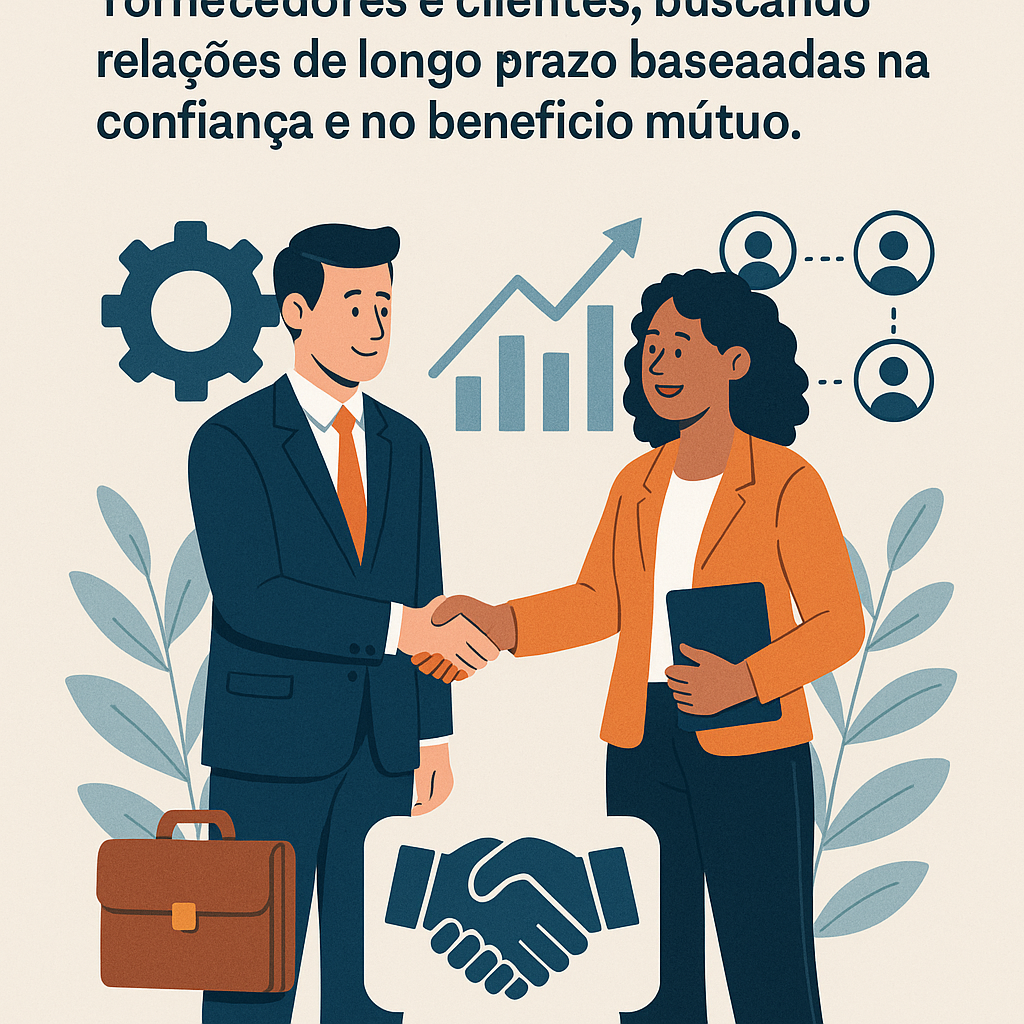 fornecedores e clientes, buscando
relações de longo prazo baseaadas na
confiança e no beneficio mútuo.